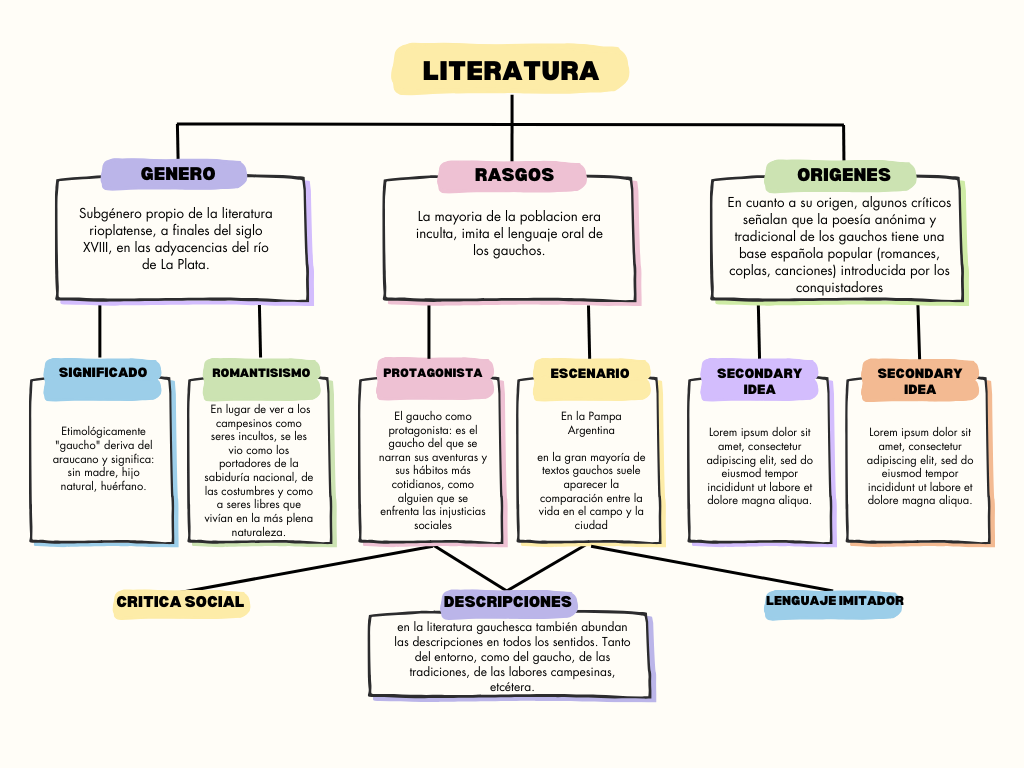 LITERATURA
GENERO
Subgénero propio de la literatura
rioplatense, a finales del siglo
XVIII, en las adyacencias del río
de La Plata.
RASGOS
La mayoria de la poblacion era
inculta, imita el lenguaje oral de
los gauchos.
ORIGENES
En cuanto a su origen, algunos críticos
señalan que la poesía anónima y
tradicional de los gauchos tiene una
base española popular (romances,
coplas, canciones) introducida por los
conquistadores
SIGNIFICADO
Etimológicamente
"gaucho" deriva del
araucano y significa:
sin madre, hijo
natural, huérfano.
ROMANTISISMO
En lugar de ver a los
campesinos como
seres incultos, se les
vio como los
portadores de la
sabiduría nacional, de
las costumbres y como
a seres libres que
vivían en la más plena
naturaleza.
PROTAGONISTA
El gaucho como
protagonista: es el
gaucho del que se
narran sus aventuras y
sus hábitos más
cotidianos, como
alguien que se
enfrenta las injusticias
sociales
ESCENARIO
En la Pampa
Argentina
en la gran mayoría de
textos gauchos suele
aparecer la
comparación entre la
vida en el campo y la
ciudad
SECONDARY
IDEA
Lorem ipsum dolor sit
amet, consectetur
adipiscing elit, sed do
eiusmod tempor
incididunt ut labore et
dolore magna aliqua.
SECONDARY
IDEA
Lorem ipsum dolor sit
amet, consectetur
adipiscing elit, sed do
eiusmod tempor
incididunt ut labore et
dolore magna aliqua.
CRITICA SOCIAL
DESCRIPCIONES
en la literatura gauchesca también abundan
las descripciones en todos los sentidos. Tanto
del entorno, como del gaucho, de las
tradiciones, de las labores campesinas,
etcétera.
LENGUAJE IMITADOR